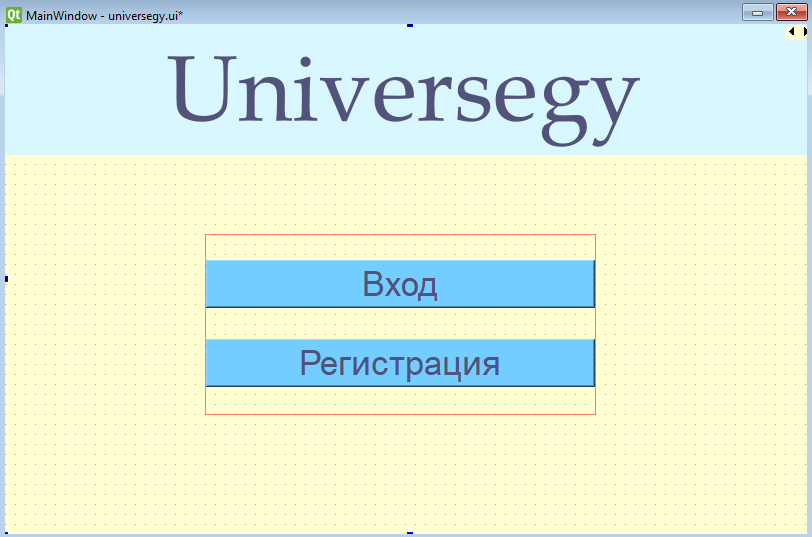 MainWindow - universegy.ui*
Universegy
Вход
Регистрация